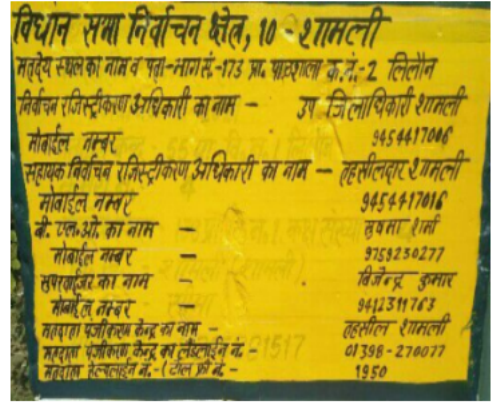 विधान सभा निर्वाचन क्षेत्र, 10 - शामली
मतदेय स्थल का नाम व पता - भाग सं. - 173 प्रा. पाठशाला क. नं. - 2 लिलौन
निर्वाचन रजिस्ट्रीकरण अधिकारी का नाम - उप जिलाधिकारी शामली
मोबाईल नम्बर 9454417006
सहायक निर्वाचन रजिस्ट्रीकरण अधिकारी का नाम - तहसीलदार शामली
मोबाईल नम्बर 9454417016
बी. एल. ओ. का नाम - सुषमा शर्मा
मोबाईल नम्बर - 9759230277
सुपरवाईजर का नाम - बिजेन्द्र कुमार
मोबाईल नम्बर - 9412311763
मतदाता पंजीकरण केन्द्र का नाम - तहसील शामली
मतदाता पंजीकरण केन्द्र का लैंडलाईन नं. - 01398-270077
मतदाता हेल्पलाईन नं. - ( टोल फ्री नं. - 1950